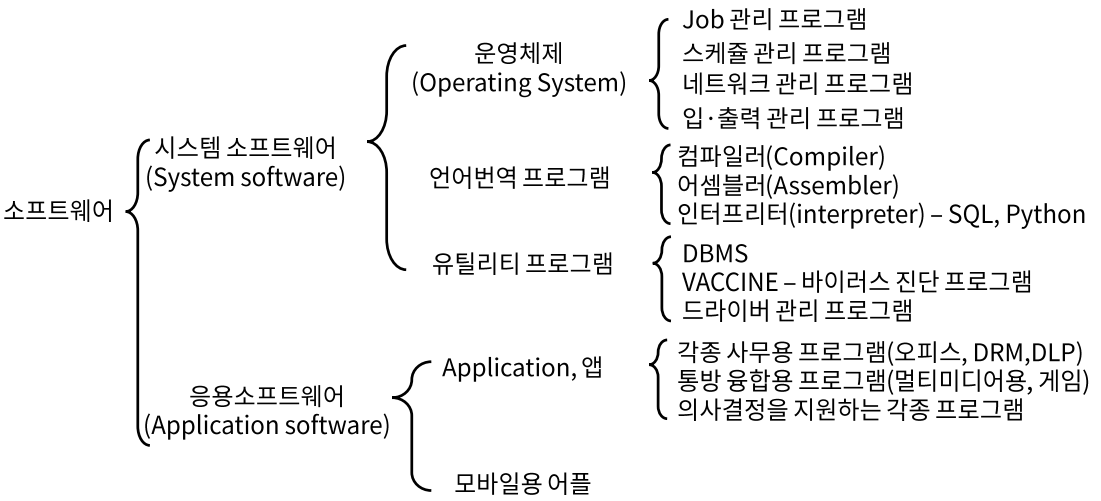 소프트웨어
시스템 소프트웨어
(System software)
운영체제
(Operating System)
Job 관리 프로그램
스케쥴 관리 프로그램
네트워크 관리 프로그램
입·출력 관리 프로그램
언어번역 프로그램
컴파일러(Compiler)
어셈블러(Assembler)
인터프리터(interpreter) – SQL, Python
유틸리티 프로그램
DBMS
VACCINE – 바이러스 진단 프로그램
드라이버 관리 프로그램
응용소프트웨어
(Application software)
Application, 앱
각종 사무용 프로그램(오피스, DRM,DLP)
통방 융합용 프로그램(멀티미디어용, 게임)
의사결정을 지원하는 각종 프로그램
모바일용 어플